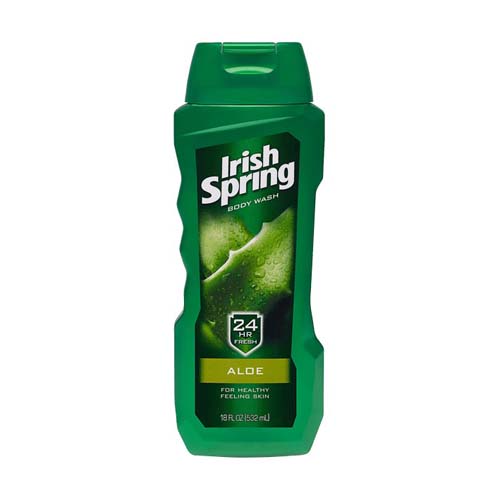 Irish
Spring
BODY WASH
24
HR
FRESH
ALOE
FOR HEALTHY
FEELING SKIN
18 FL OZ (532 mL)